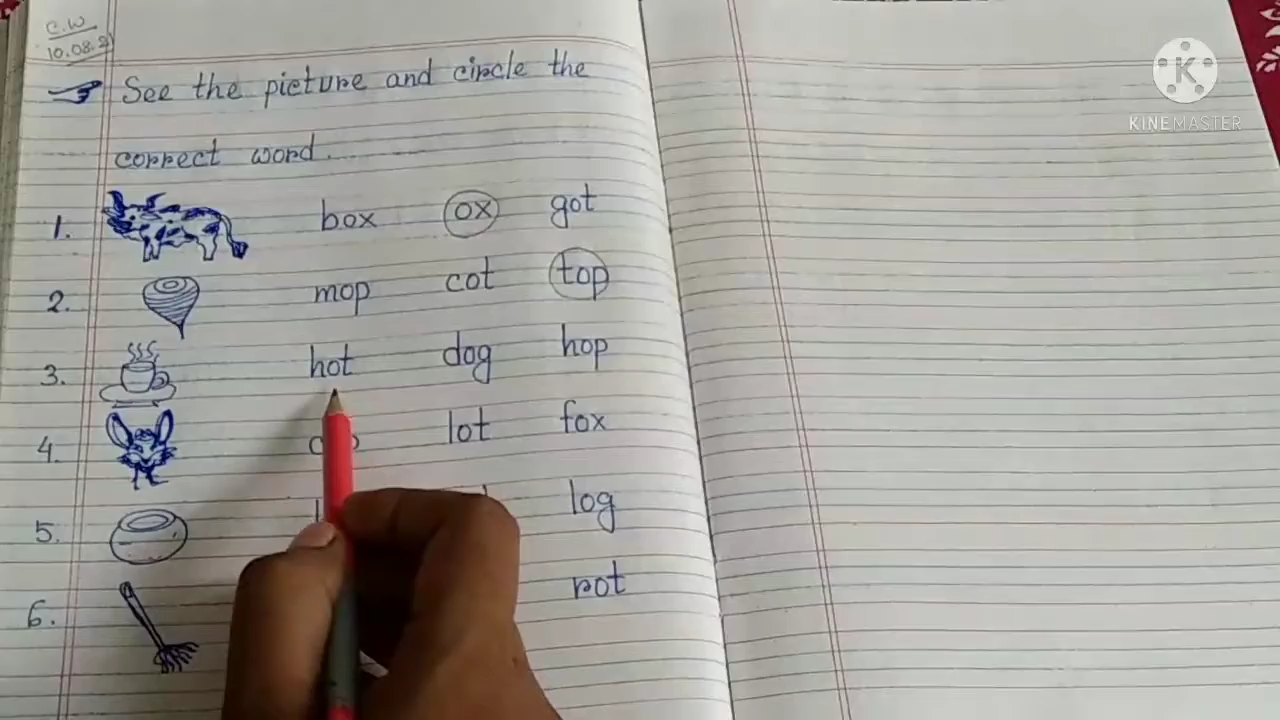 C.W
10.08.21
See the picture and circle the
correct word.
1. box ox got
2. mop cot top
3. hot dog hop
4. lot fox
5. log
6. rot
K
KINEMASTER